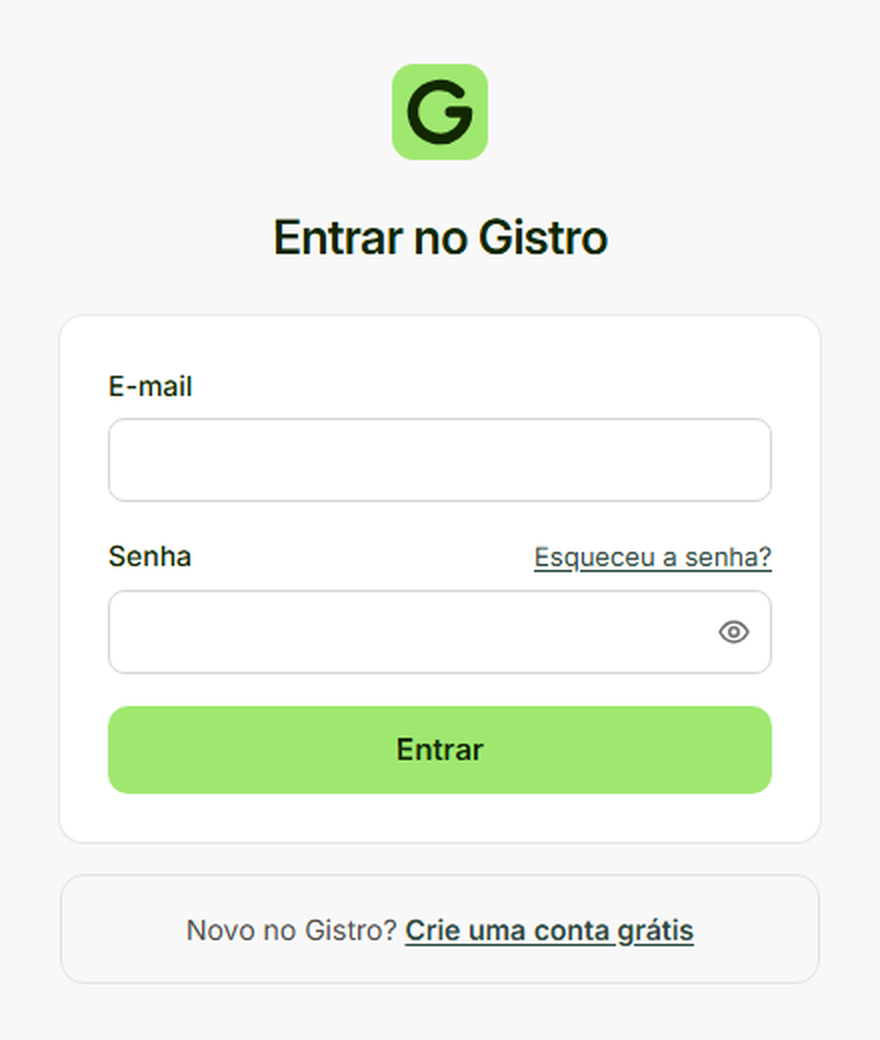 G
Entrar no Gistro
E-mail
Senha
Esqueceu a senha?
Entrar
Novo no Gistro? Crie uma conta grátis